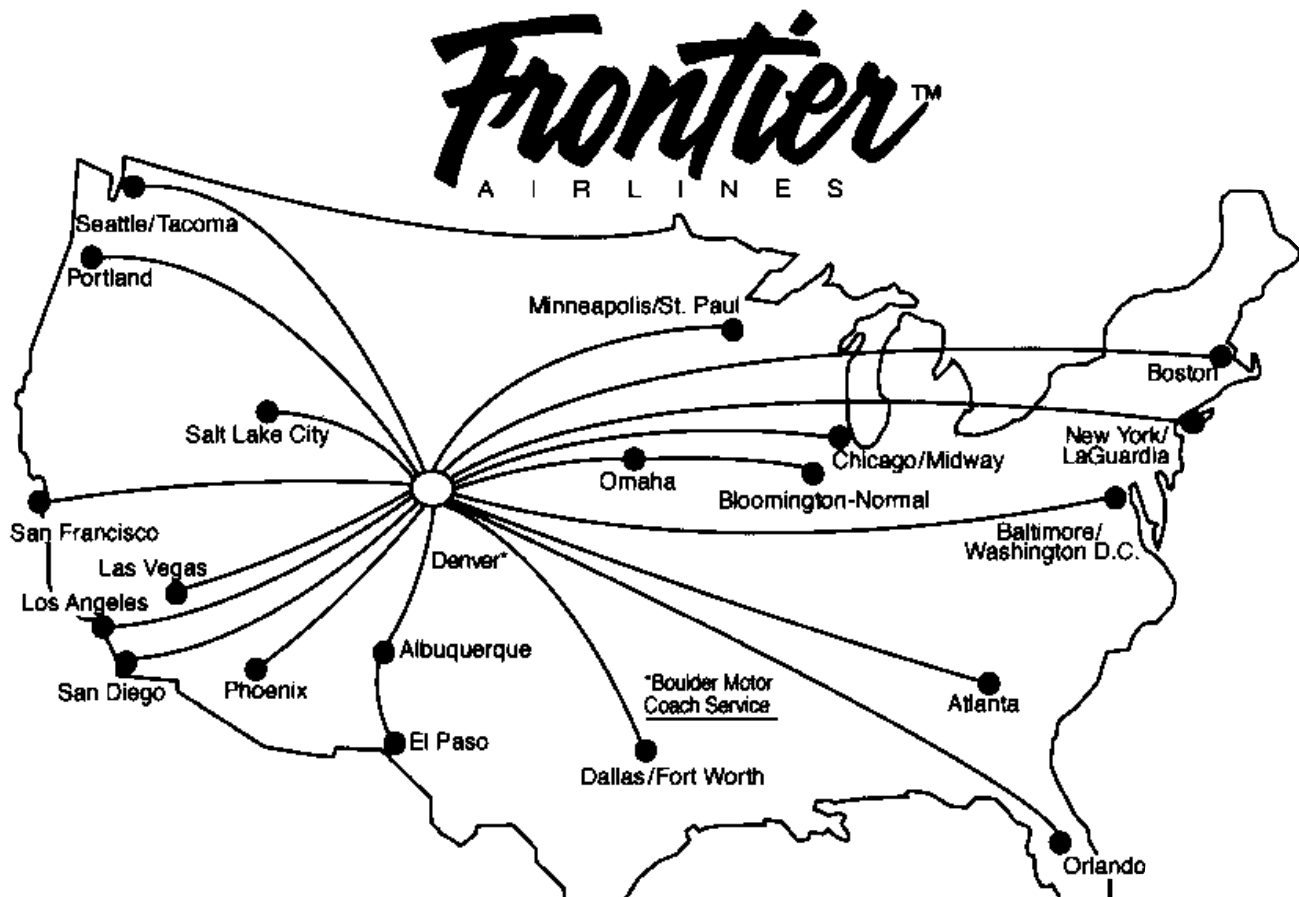 Frontier™
AIRLINES
Seattle/Tacoma
Portland
Minneapolis/St. Paul
Boston
Salt Lake City
New York/
LaGuardia
Chicago/Midway
Omaha
Bloomington-Normal
San Francisco
Baltimore/
Washington D.C.
Denver*
Las Vegas
Los Angeles
Albuquerque
San Diego
Phoenix
*Boulder Motor
Coach Service
Atlanta
El Paso
Dallas/Fort Worth
Orlando